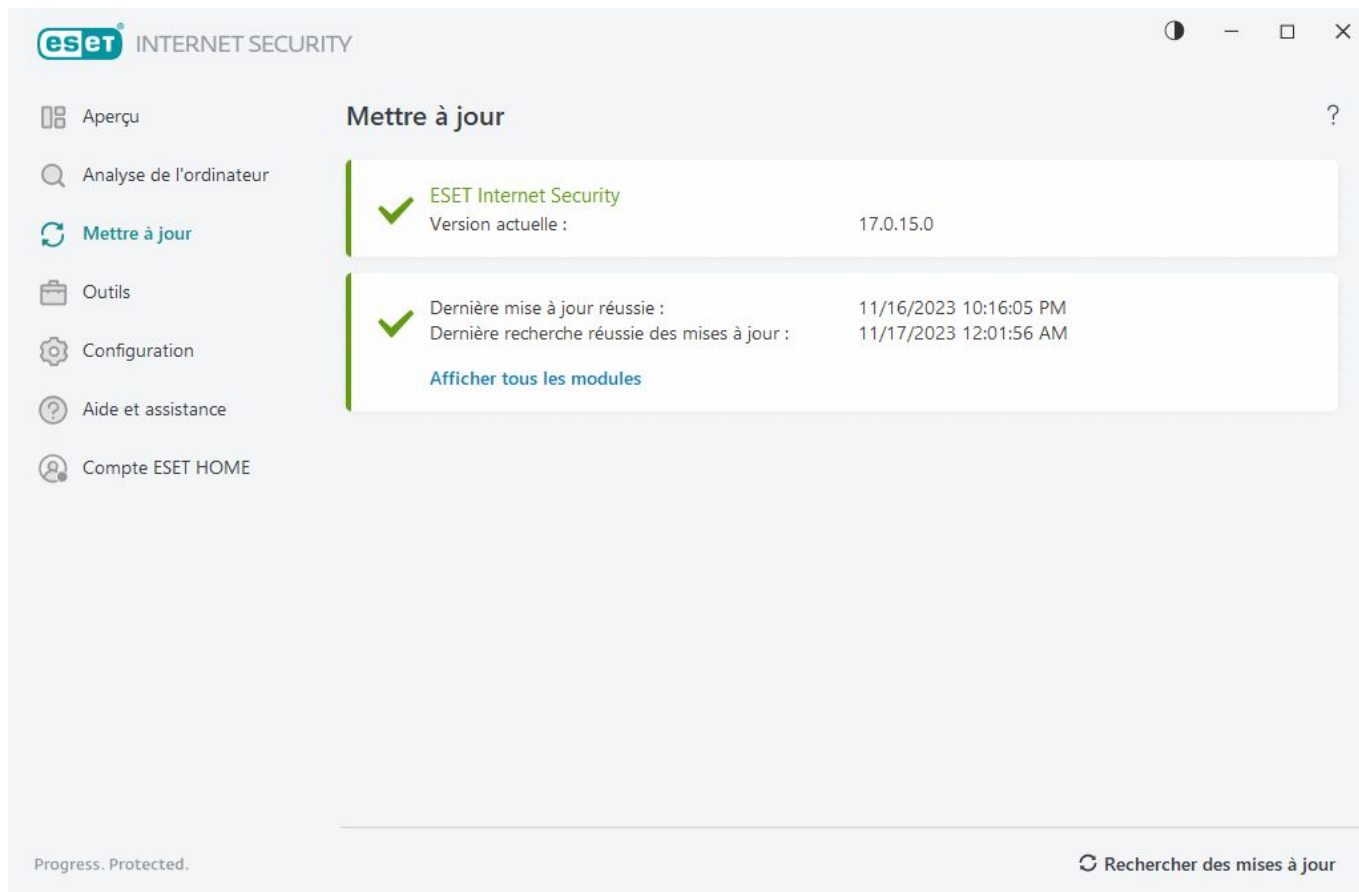 eset® INTERNET SECURITY
Aperçu
Analyse de l'ordinateur
Mettre à jour
Outils
Configuration
Aide et assistance
Compte ESET HOME
Mettre à jour
?
ESET Internet Security
Version actuelle : 17.0.15.0
Dernière mise à jour réussie : 11/16/2023 10:16:05 PM
Dernière recherche réussie des mises à jour : 11/17/2023 12:01:56 AM
Afficher tous les modules
Progress. Protected.
Rechercher des mises à jour